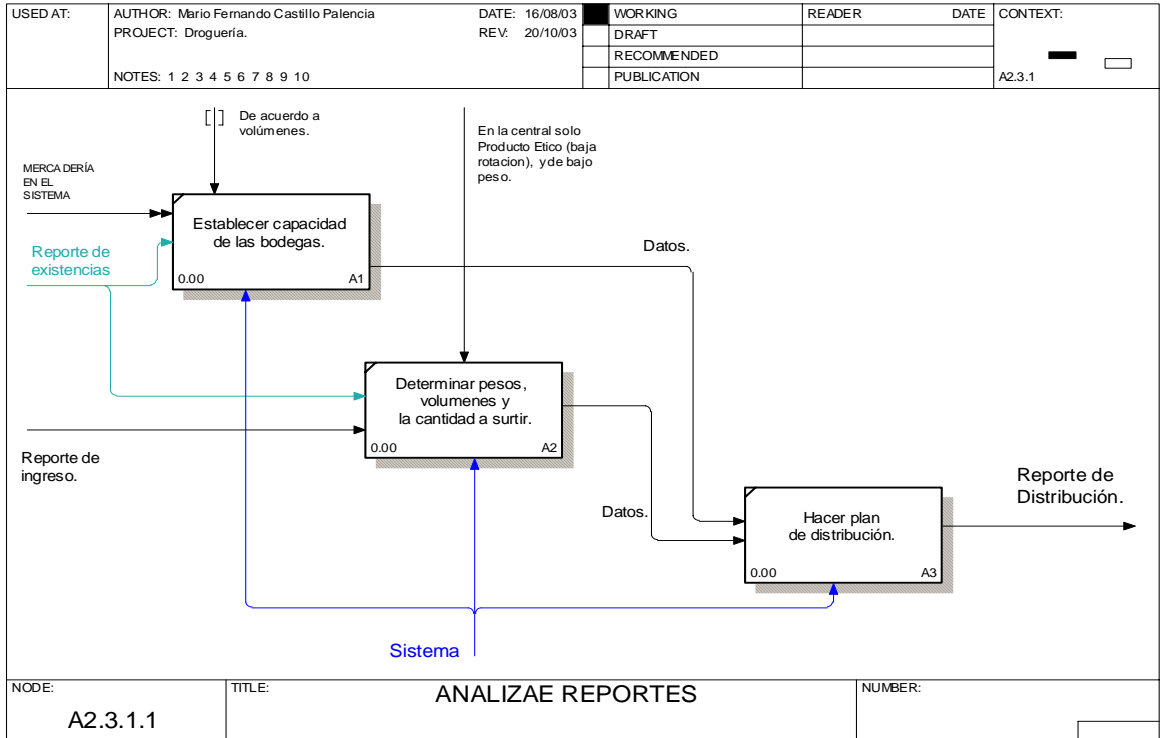 USED AT:
AUTHOR: Mario Fernando Castillo Palencia
DATE: 16/08/03
PROJECT: Droguería.
REV: 20/10/03
NOTES: 1 2 3 4 5 6 7 8 9 10
WORKING
DRAFT
RECOMMENDED
PUBLICATION
READER
DATE
CONTEXT:
A2.3.1
De acuerdo a
volúmenes.
En la central solo
Producto Etico (baja
rotacion), y de bajo
peso.
MERCADERÍA
EN EL
SISTEMA
Establecer capacidad
de las bodegas.
0.00
A1
Reporte de
existencias
Datos.
Determinar pesos,
volumenes y
la cantidad a surtir.
0.00
A2
Reporte de
ingreso.
Datos.
Hacer plan
de distribución.
0.00
A3
Reporte de
Distribución.
Sistema
NODE:
A2.3.1.1
TITLE:
ANALIZAE REPORTES
NUMBER: